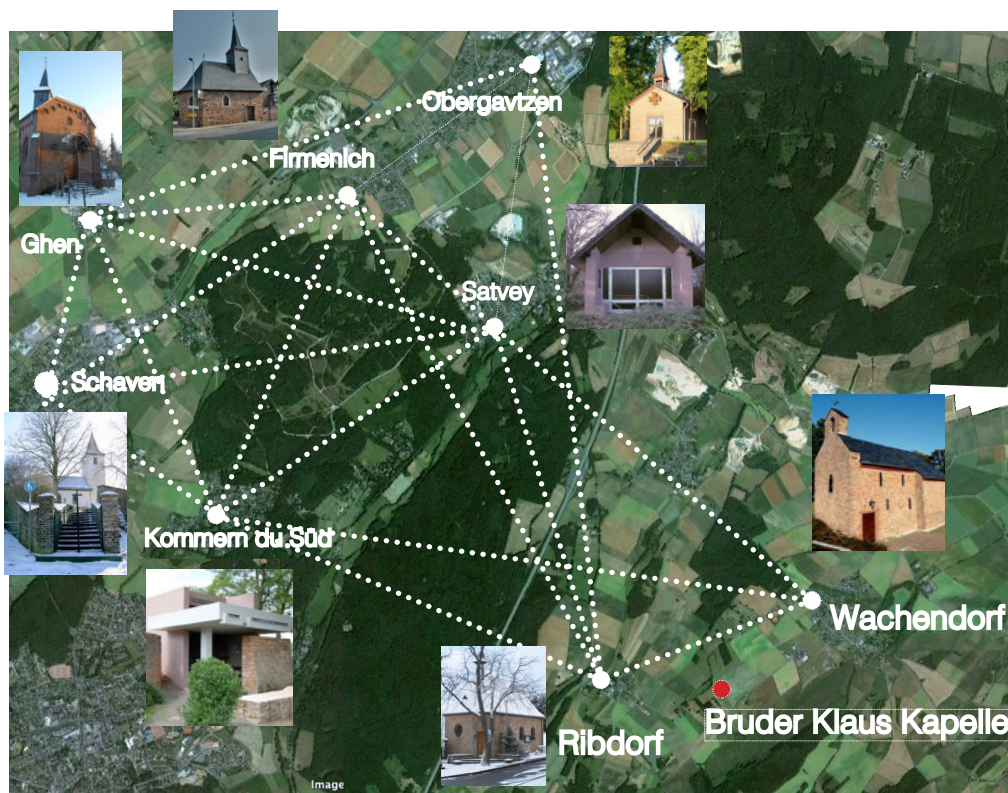 Obergavtzen
Firmenich
Ghen
Satvey
Schaven
Kommern du.Süd
Wachendorf
Bruder Klaus Kapelle
Ribdorf
Image